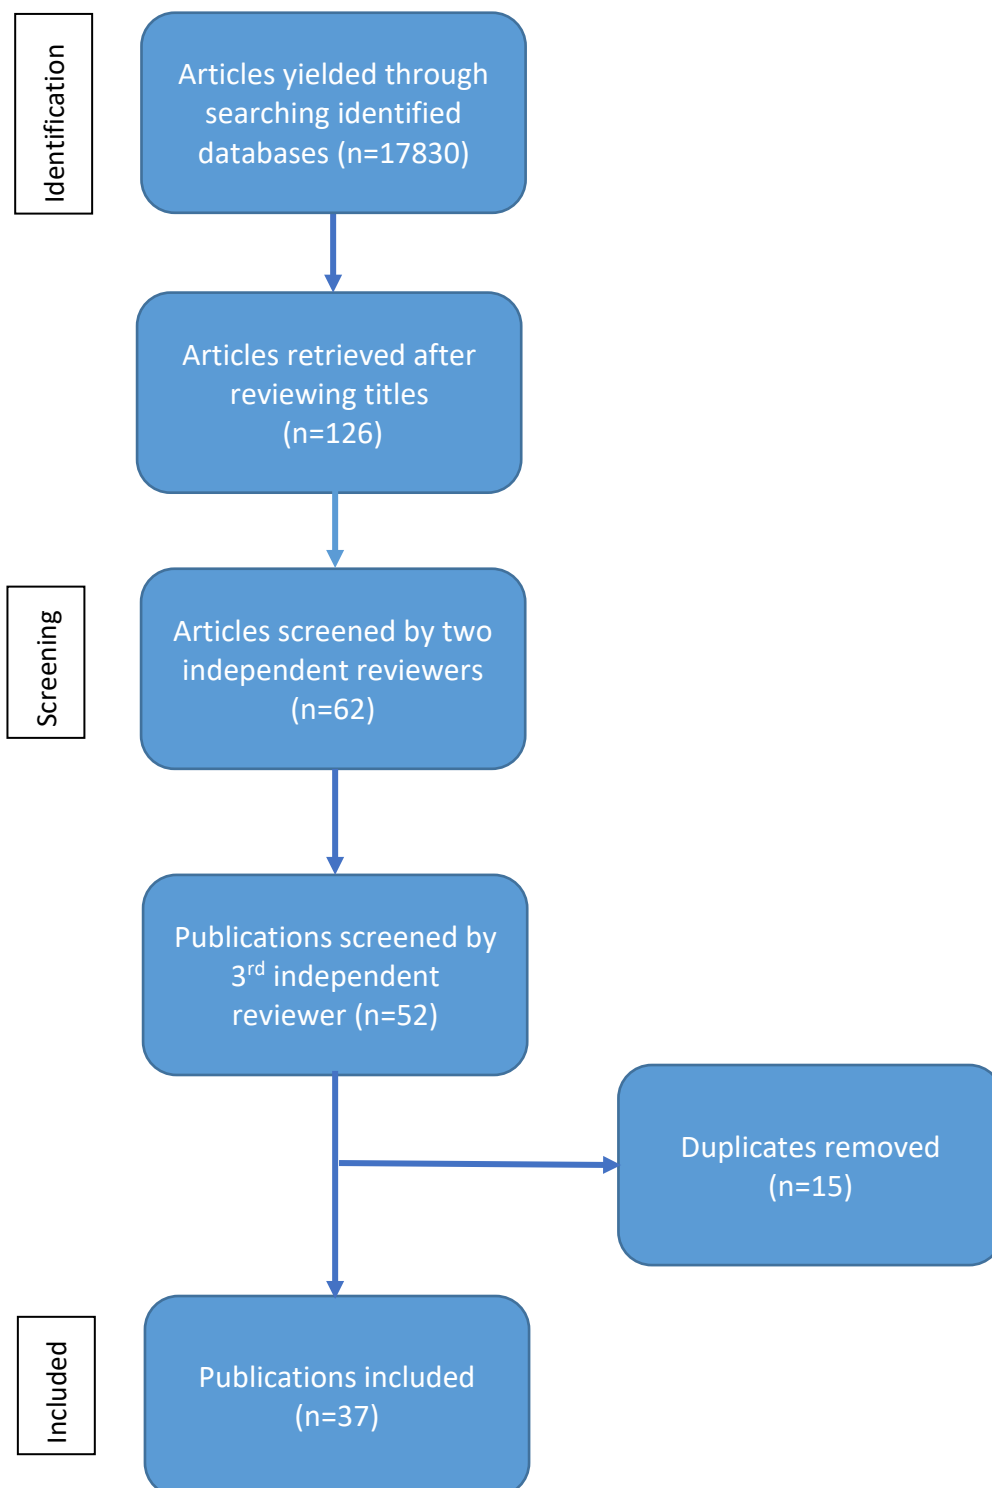 Identification
Articles yielded through
searching identified
databases (n=17830)
Articles retrieved after
reviewing titles
(n=126)
Screening
Articles screened by two
independent reviewers
(n=62)
Publications screened by
3rd independent
reviewer (n=52)
Duplicates removed
(n=15)
Included
Publications included
(n=37)